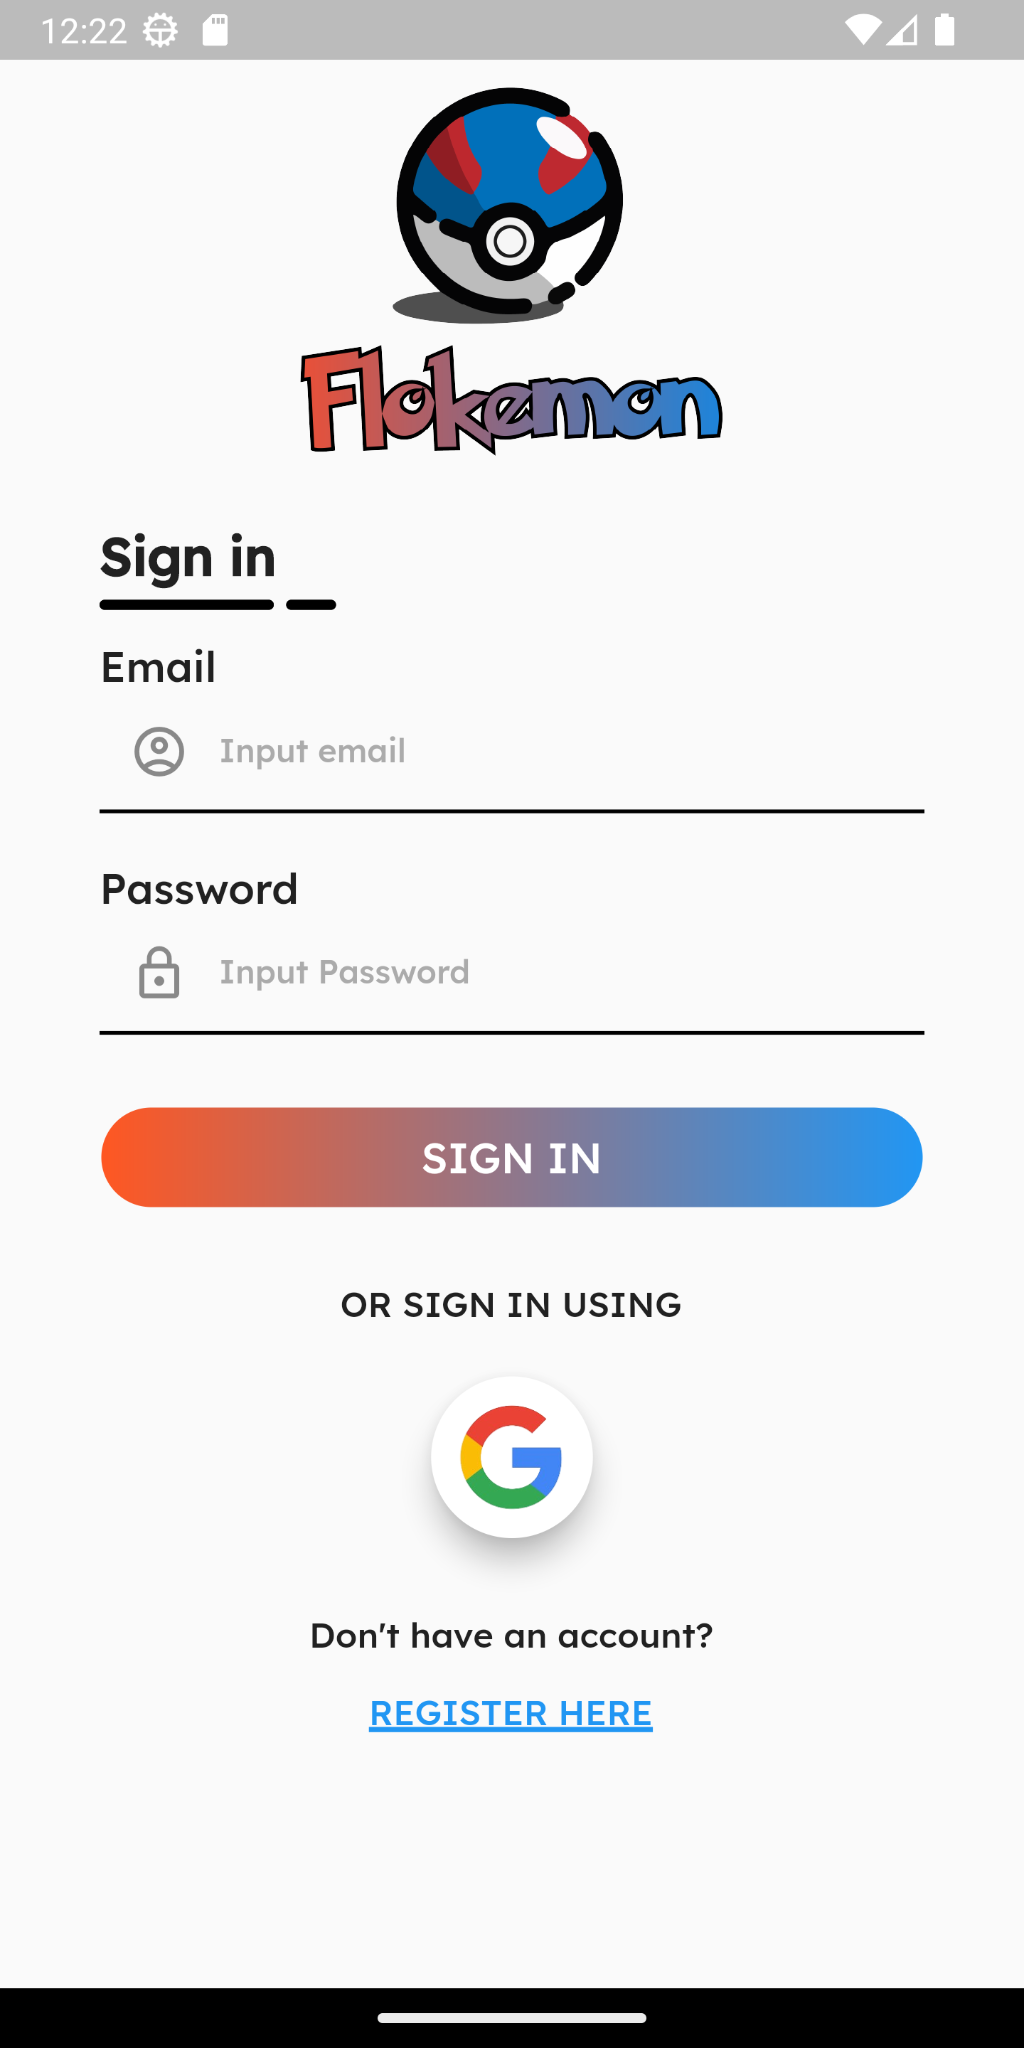 12:22
Flokemon
Sign in
Email
Input email
Password
Input Password
SIGN IN
OR SIGN IN USING
G
Don't have an account?
REGISTER HERE